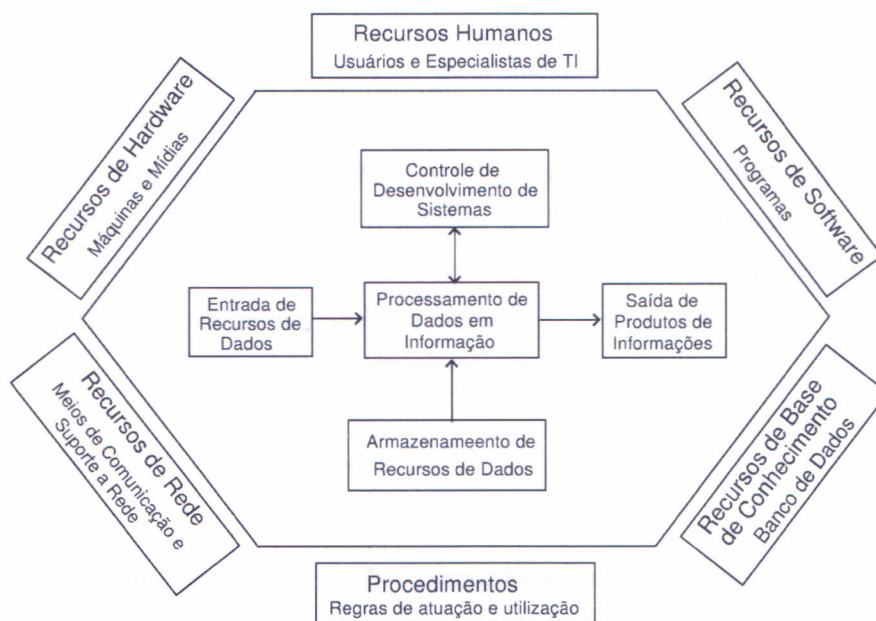 Recursos Humanos
Usuários e Especialistas de TI
Recursos de Hardware
Máquinas e Mídias
Recursos de Software
Programas
Controle de
Desenvolvimento de
Sistemas
Entrada de
Recursos de
Dados
Processamento de
Dados em
Informação
Saída de
Produtos de
Informações
Armazenameento de
Recursos de Dados
Recursos de Rede
Meios de Comunicação e
Suporte a Rede
Recursos de Base
de Conhecimento
Banco de Dados
Procedimentos
Regras de atuação e utilização